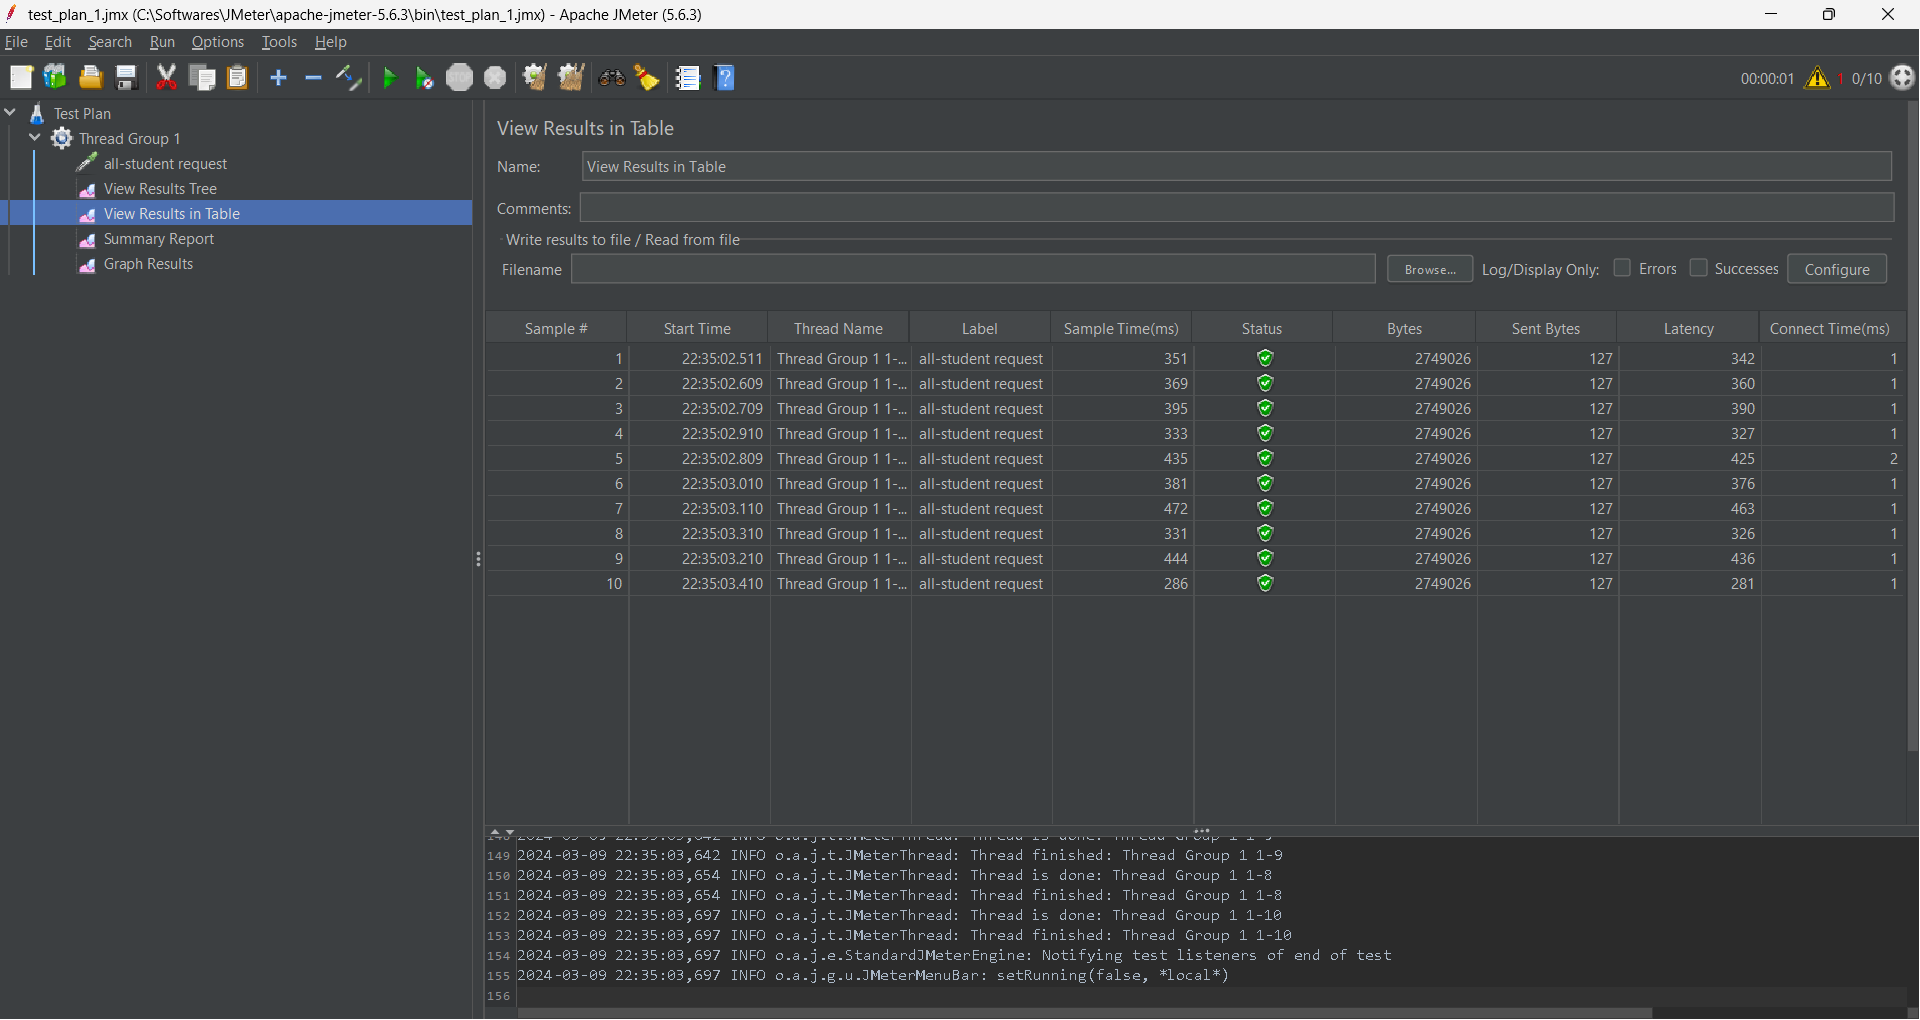 test_plan_1.jmx (C:\Softwares\JMeter\apache-jmeter-5.6.3\bin\test_plan_1.jmx) - Apache JMeter (5.6.3)
File Edit Search Run Options Tools Help
00:00:01 1 0/10
Test Plan
Thread Group 1
all-student request
View Results Tree
View Results in Table
Summary Report
Graph Results
View Results in Table
Name: View Results in Table
Comments:
Write results to file / Read from file
Filename Browse... Log/Display Only: Errors Successes Configure
Sample # Start Time Thread Name Label Sample Time(ms) Status Bytes Sent Bytes Latency Connect Time(ms)
1 22:35:02.511 Thread Group 1 1-... all-student request 351 2749026 127 342 1
2 22:35:02.609 Thread Group 1 1-... all-student request 369 2749026 127 360 1
3 22:35:02.709 Thread Group 1 1-... all-student request 395 2749026 127 390 1
4 22:35:02.910 Thread Group 1 1-... all-student request 333 2749026 127 327 1
5 22:35:02.809 Thread Group 1 1-... all-student request 435 2749026 127 425 2
6 22:35:03.010 Thread Group 1 1-... all-student request 381 2749026 127 376 1
7 22:35:03.110 Thread Group 1 1-... all-student request 472 2749026 127 463 1
8 22:35:03.310 Thread Group 1 1-... all-student request 331 2749026 127 326 1
9 22:35:03.210 Thread Group 1 1-... all-student request 444 2749026 127 436 1
10 22:35:03.410 Thread Group 1 1-... all-student request 286 2749026 127 281 1
149 2024-03-09 22:35:03,642 INFO o.a.j.t.JMeterThread: Thread finished: Thread Group 1 1-9
150 2024-03-09 22:35:03,654 INFO o.a.j.t.JMeterThread: Thread is done: Thread Group 1 1-8
151 2024-03-09 22:35:03,654 INFO o.a.j.t.JMeterThread: Thread finished: Thread Group 1 1-8
152 2024-03-09 22:35:03,697 INFO o.a.j.t.JMeterThread: Thread is done: Thread Group 1 1-10
153 2024-03-09 22:35:03,697 INFO o.a.j.t.JMeterThread: Thread finished: Thread Group 1 1-10
154 2024-03-09 22:35:03,697 INFO o.a.j.e.StandardJMeterEngine: Notifying test listeners of end of test
155 2024-03-09 22:35:03,697 INFO o.a.j.g.u.JMeterMenuBar: setRunning(false, *local*)
156